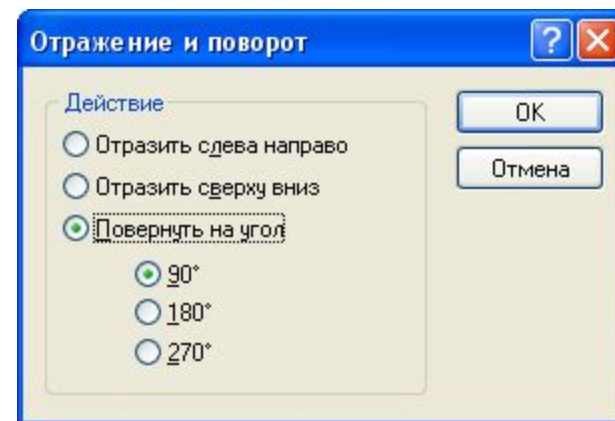 Отражение и поворот
Действие
Отразить слева направо
Отразить сверху вниз
Повернуть на угол
90°
180°
270°
OK
Отмена